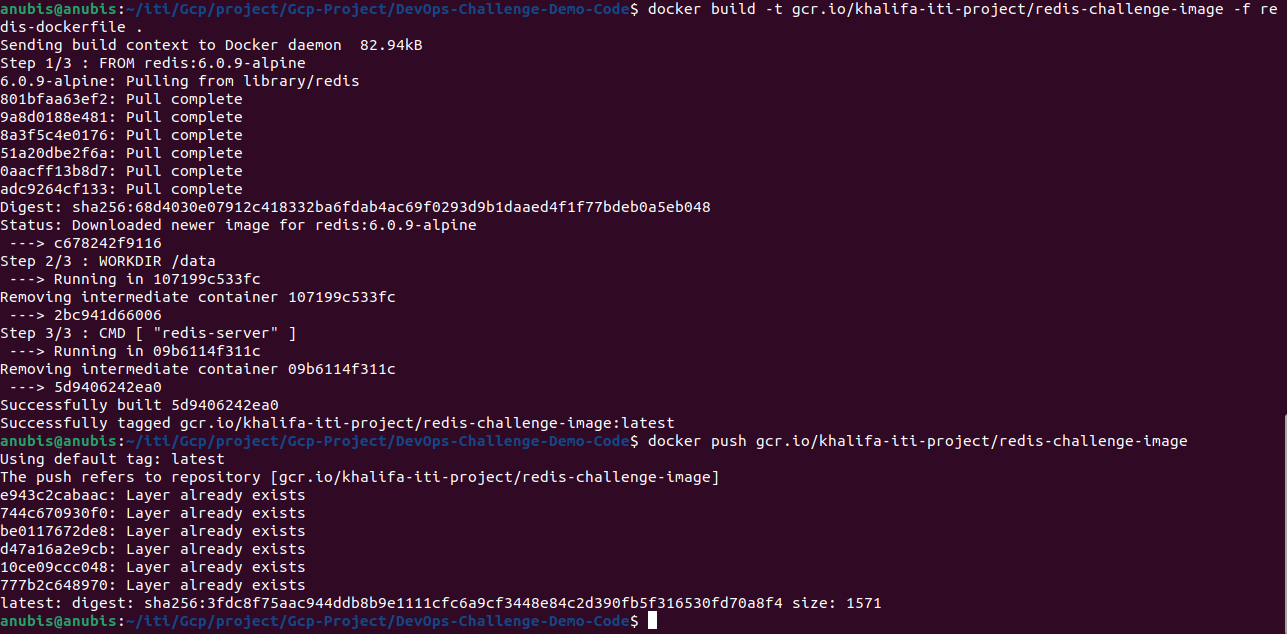 anubis@anubis:~/iti/Gcp/project/Gcp-Project/DevOps-Challenge-Demo-Code$ docker build -t gcr.io/khalifa-iti-project/redis-challenge-image -f re
dis-dockerfile .
Sending build context to Docker daemon  82.94kB
Step 1/3 : FROM redis:6.0.9-alpine
6.0.9-alpine: Pulling from library/redis
801bfaa63ef2: Pull complete
9a8d0188e481: Pull complete
8a3f5c4e0176: Pull complete
51a20dbe2f6a: Pull complete
0aacff13b8d7: Pull complete
adc9264cf133: Pull complete
Digest: sha256:68d4030e07912c418332ba6fdab4ac69f0293d9b1daaed4f1f77bdeb0a5eb048
Status: Downloaded newer image for redis:6.0.9-alpine
 ---> c678242f9116
Step 2/3 : WORKDIR /data
 ---> Running in 107199c533fc
Removing intermediate container 107199c533fc
 ---> 2bc941d66006
Step 3/3 : CMD [ "redis-server" ]
 ---> Running in 09b6114f311c
Removing intermediate container 09b6114f311c
 ---> 5d9406242ea0
Successfully built 5d9406242ea0
Successfully tagged gcr.io/khalifa-iti-project/redis-challenge-image:latest
anubis@anubis:~/iti/Gcp/project/Gcp-Project/DevOps-Challenge-Demo-Code$ docker push gcr.io/khalifa-iti-project/redis-challenge-image
Using default tag: latest
The push refers to repository [gcr.io/khalifa-iti-project/redis-challenge-image]
e943c2cabaac: Layer already exists
744c670930f0: Layer already exists
be0117672de8: Layer already exists
d47a16a2e9cb: Layer already exists
10ce09ccc048: Layer already exists
777b2c648970: Layer already exists
latest: digest: sha256:3fdc8f75aac944ddb8b9e1111cfc6a9cf3448e84c2d390fb5f316530fd70a8f4 size: 1571
anubis@anubis:~/iti/Gcp/project/Gcp-Project/DevOps-Challenge-Demo-Code$